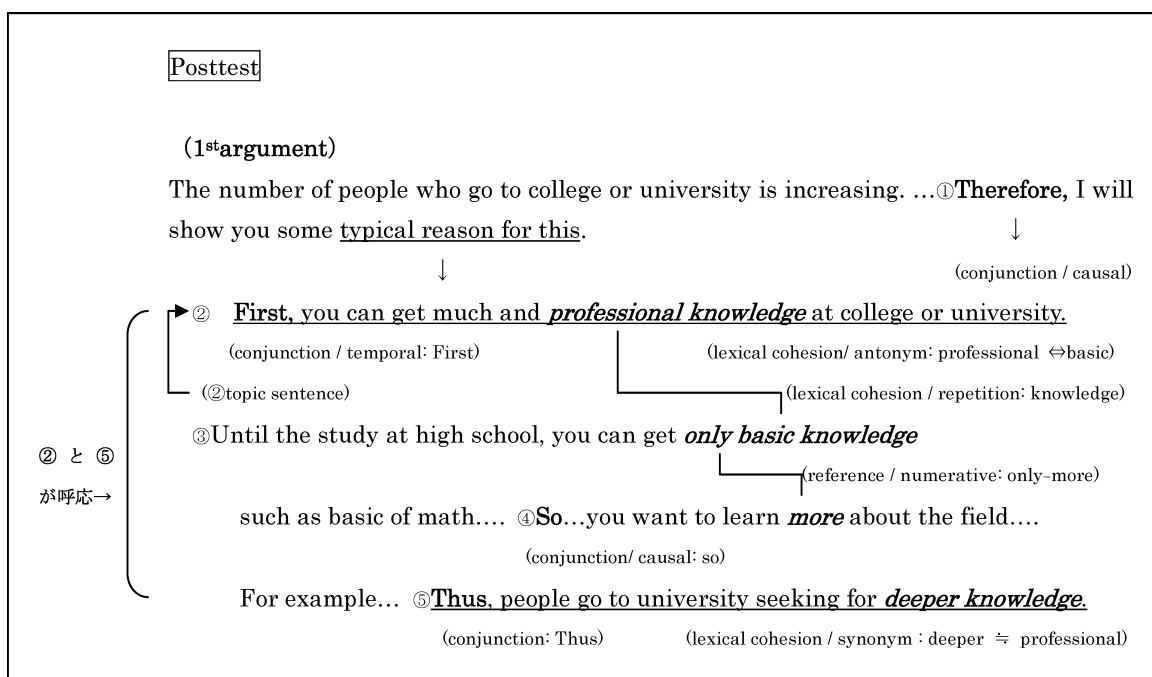 Posttest
（1st argument）
The number of people who go to college or university is increasing. …①Therefore, I will
show you some typical reason for this.
↓
↓
(conjunction / causal)
② First, you can get much and professional knowledge at college or university.
(conjunction / temporal: First) (lexical cohesion/ antonym: professional ⇔basic)
(②topic sentence) (lexical cohesion / repetition: knowledge)
③Until the study at high school, you can get only basic knowledge
② と ⑤
が呼応→
(reference / numerative: only-more)
such as basic of math…. ④So…you want to learn more about the field….
(conjunction/ causal: so)
For example… ⑤Thus, people go to university seeking for deeper knowledge.
(conjunction: Thus) (lexical cohesion / synonym : deeper ≒ professional)